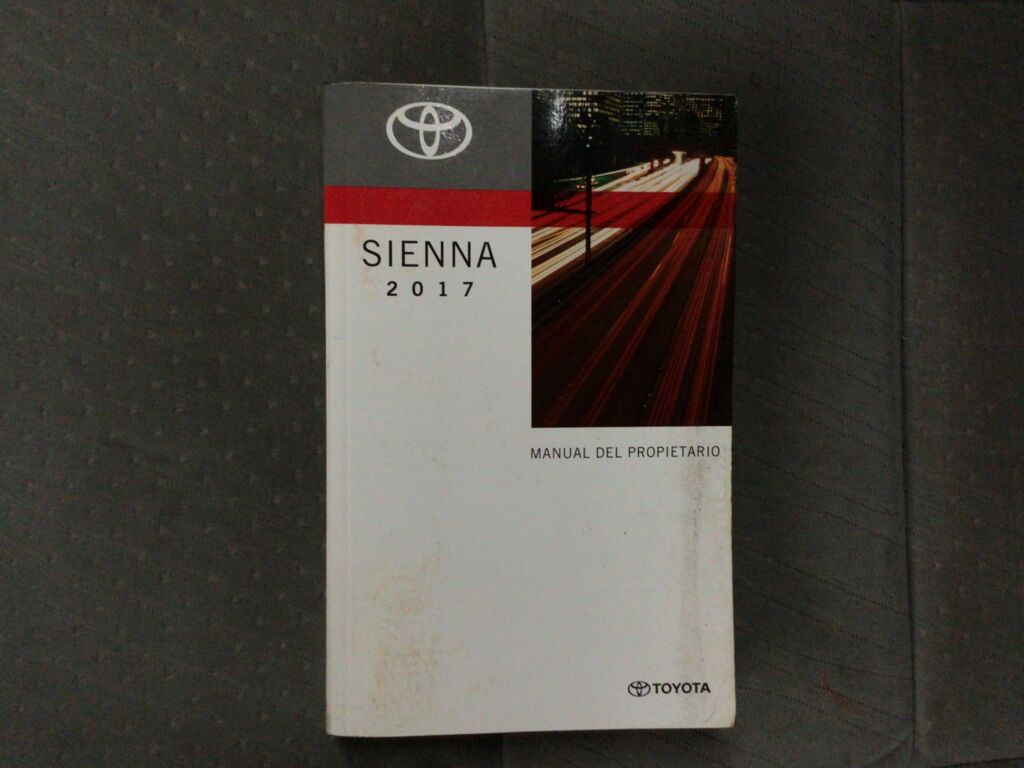 SIENNA
2017
MANUAL DEL PROPIETARIO
TOYOTA